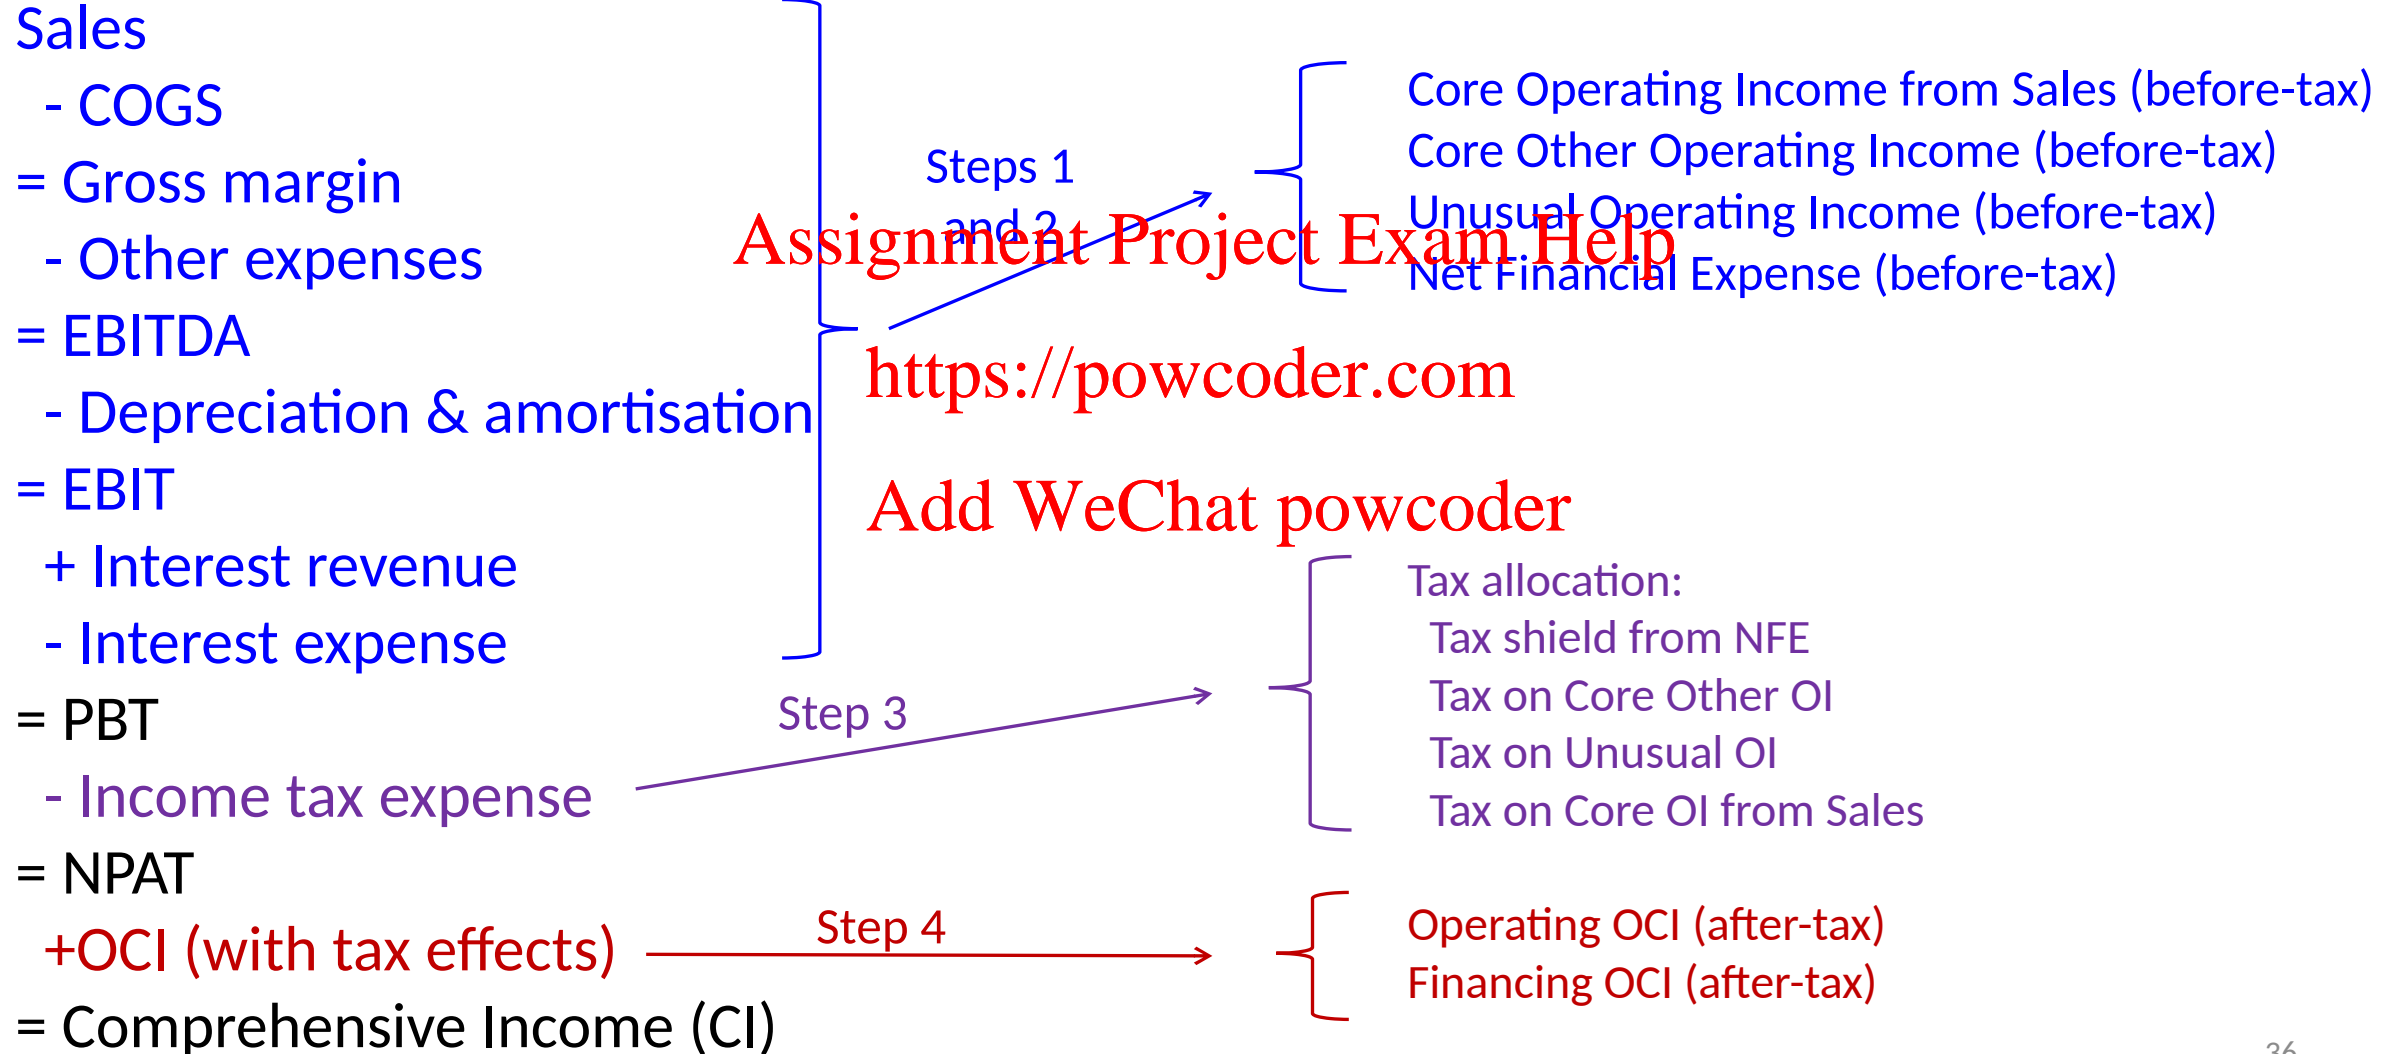 Sales
- COGS
= Gross margin
- Other expenses
= EBITDA
- Depreciation & amortisation
= EBIT
+ Interest revenue
- Interest expense
= PBT
- Income tax expense
= NPAT
+OCI (with tax effects)
= Comprehensive Income (CI)
Steps 1
and 2
Core Operating Income from Sales (before-tax)
Core Other Operating Income (before-tax)
Unusual Operating Income (before-tax)
Net Financial Expense (before-tax)
Assignment Project Exam Help
https://powcoder.com
Add WeChat powcoder
Step 3
Tax allocation:
Tax shield from NFE
Tax on Core Other OI
Tax on Unusual OI
Tax on Core OI from Sales
Step 4
Operating OCI (after-tax)
Financing OCI (after-tax)
36